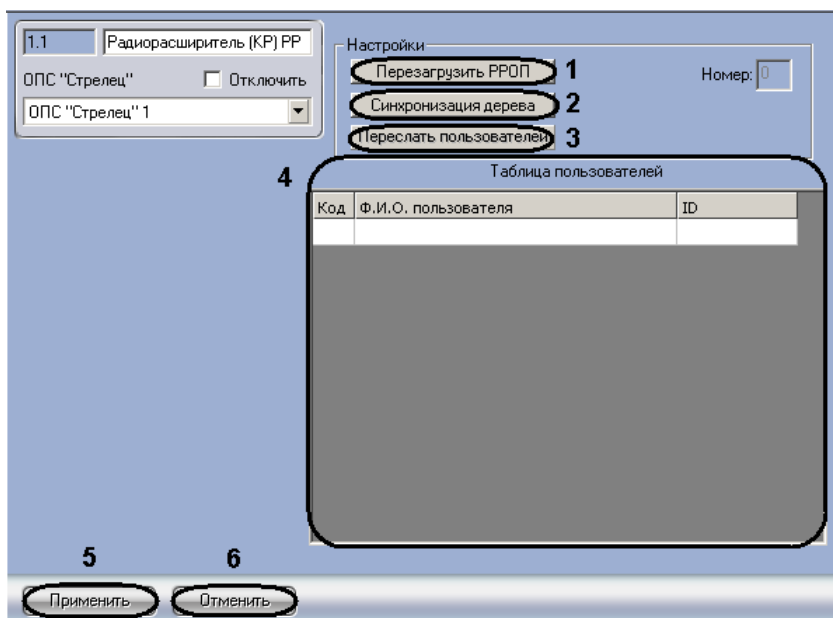 1.1 Радиорасширитель (КР) РР
ОПС "Стрелец" Отключить
ОПС "Стрелец" 1
Настройки
Перезагрузить РРОП 1
Номер: 0
Синхронизация дерева 2
Переслать пользователей 3
4
Таблица пользователей
Код Ф.И.О. пользователя ID
5 6
Применить Отменить